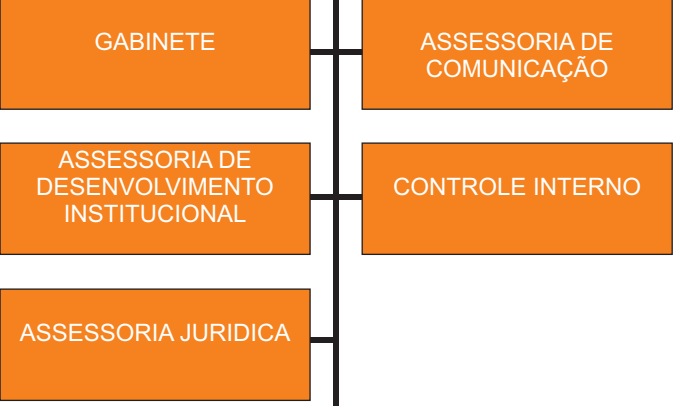 GABINETE
ASSESSORIA DE
COMUNICAÇÃO
ASSESSORIA DE
DESENVOLVIMENTO
INSTITUCIONAL
CONTROLE INTERNO
ASSESSORIA JURIDICA